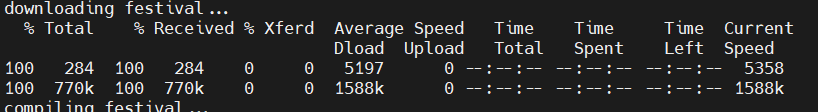 downloading festival...
% Total % Received % Xferd Average Speed Time Time Time Current
Dload Upload Total Spent Left Speed
100 284 100 284 0 0 5197 0 --:--:-- --:--:-- --:--:-- 5358
100 770k 100 770k 0 0 1588k 0 --:--:-- --:--:-- --:--:-- 1588k
compiling festival...